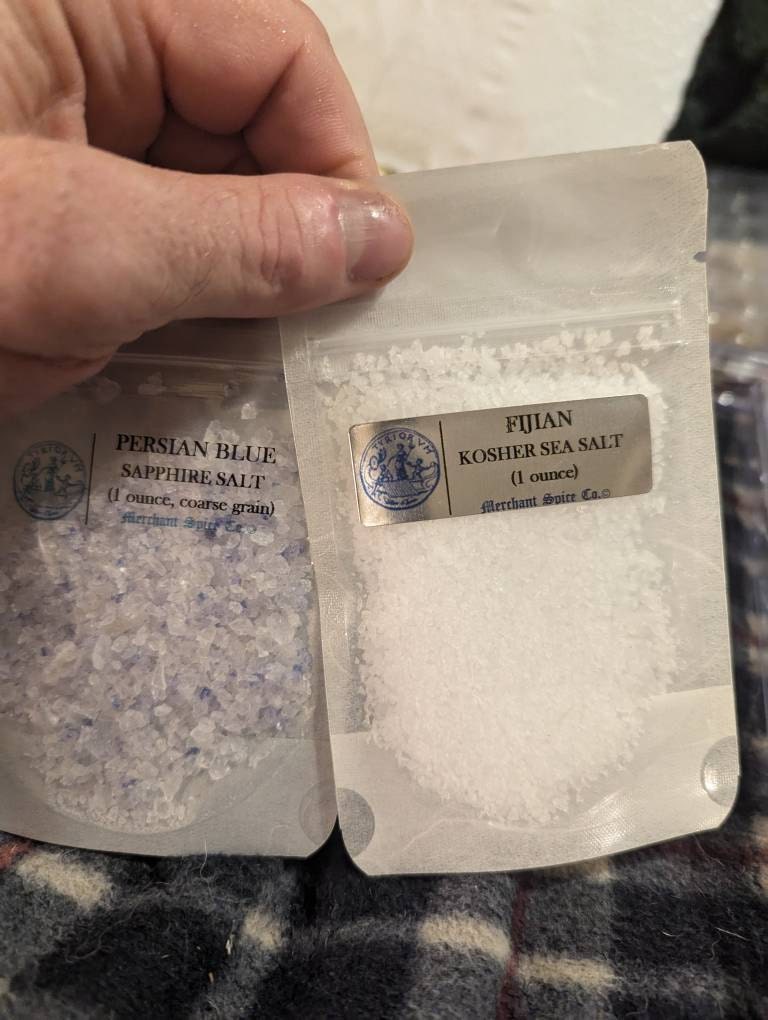 PERSIAN BLUE
SAPPHIRE SALT
(1 ounce, coarse grain)
Merchant Spice Co.©
FIJIAN
KOSHER SEA SALT
(1 ounce)
Merchant Spice Co.©